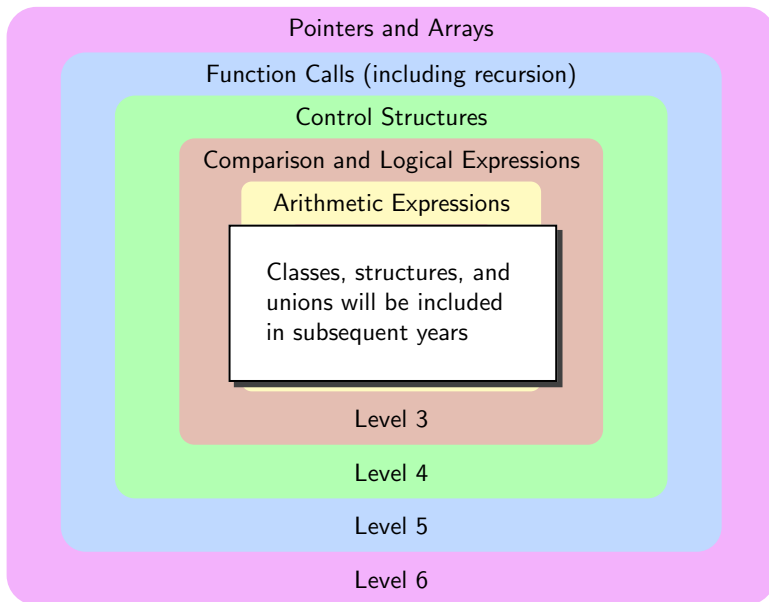 Pointers and Arrays
Function Calls (including recursion)
Control Structures
Comparison and Logical Expressions
Arithmetic Expressions
Classes, structures, and
unions will be included
in subsequent years
Level 3
Level 4
Level 5
Level 6